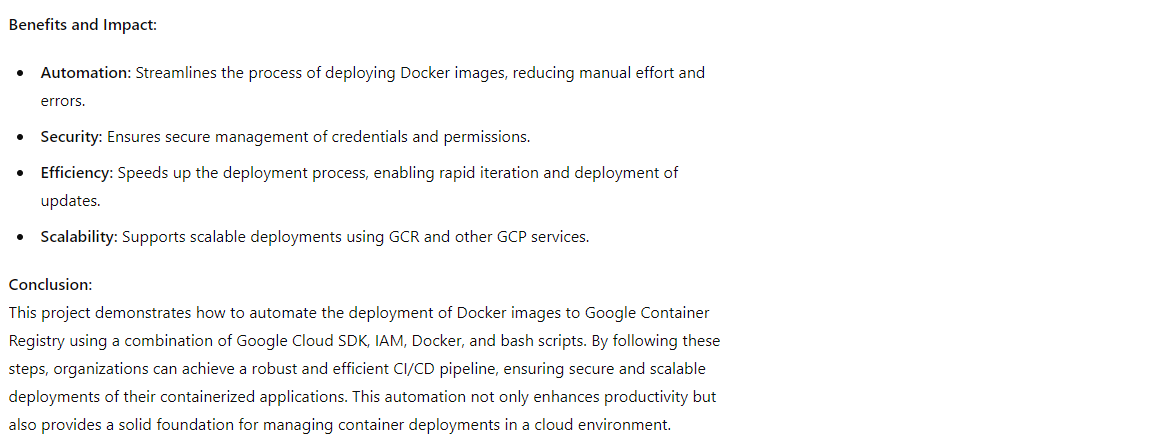 Benefits and Impact:
• Automation: Streamlines the process of deploying Docker images, reducing manual effort and
errors.
• Security: Ensures secure management of credentials and permissions.
• Efficiency: Speeds up the deployment process, enabling rapid iteration and deployment of
updates.
• Scalability: Supports scalable deployments using GCR and other GCP services.
Conclusion:
This project demonstrates how to automate the deployment of Docker images to Google Container
Registry using a combination of Google Cloud SDK, IAM, Docker, and bash scripts. By following these
steps, organizations can achieve a robust and efficient CI/CD pipeline, ensuring secure and scalable
deployments of their containerized applications. This automation not only enhances productivity but
also provides a solid foundation for managing container deployments in a cloud environment.